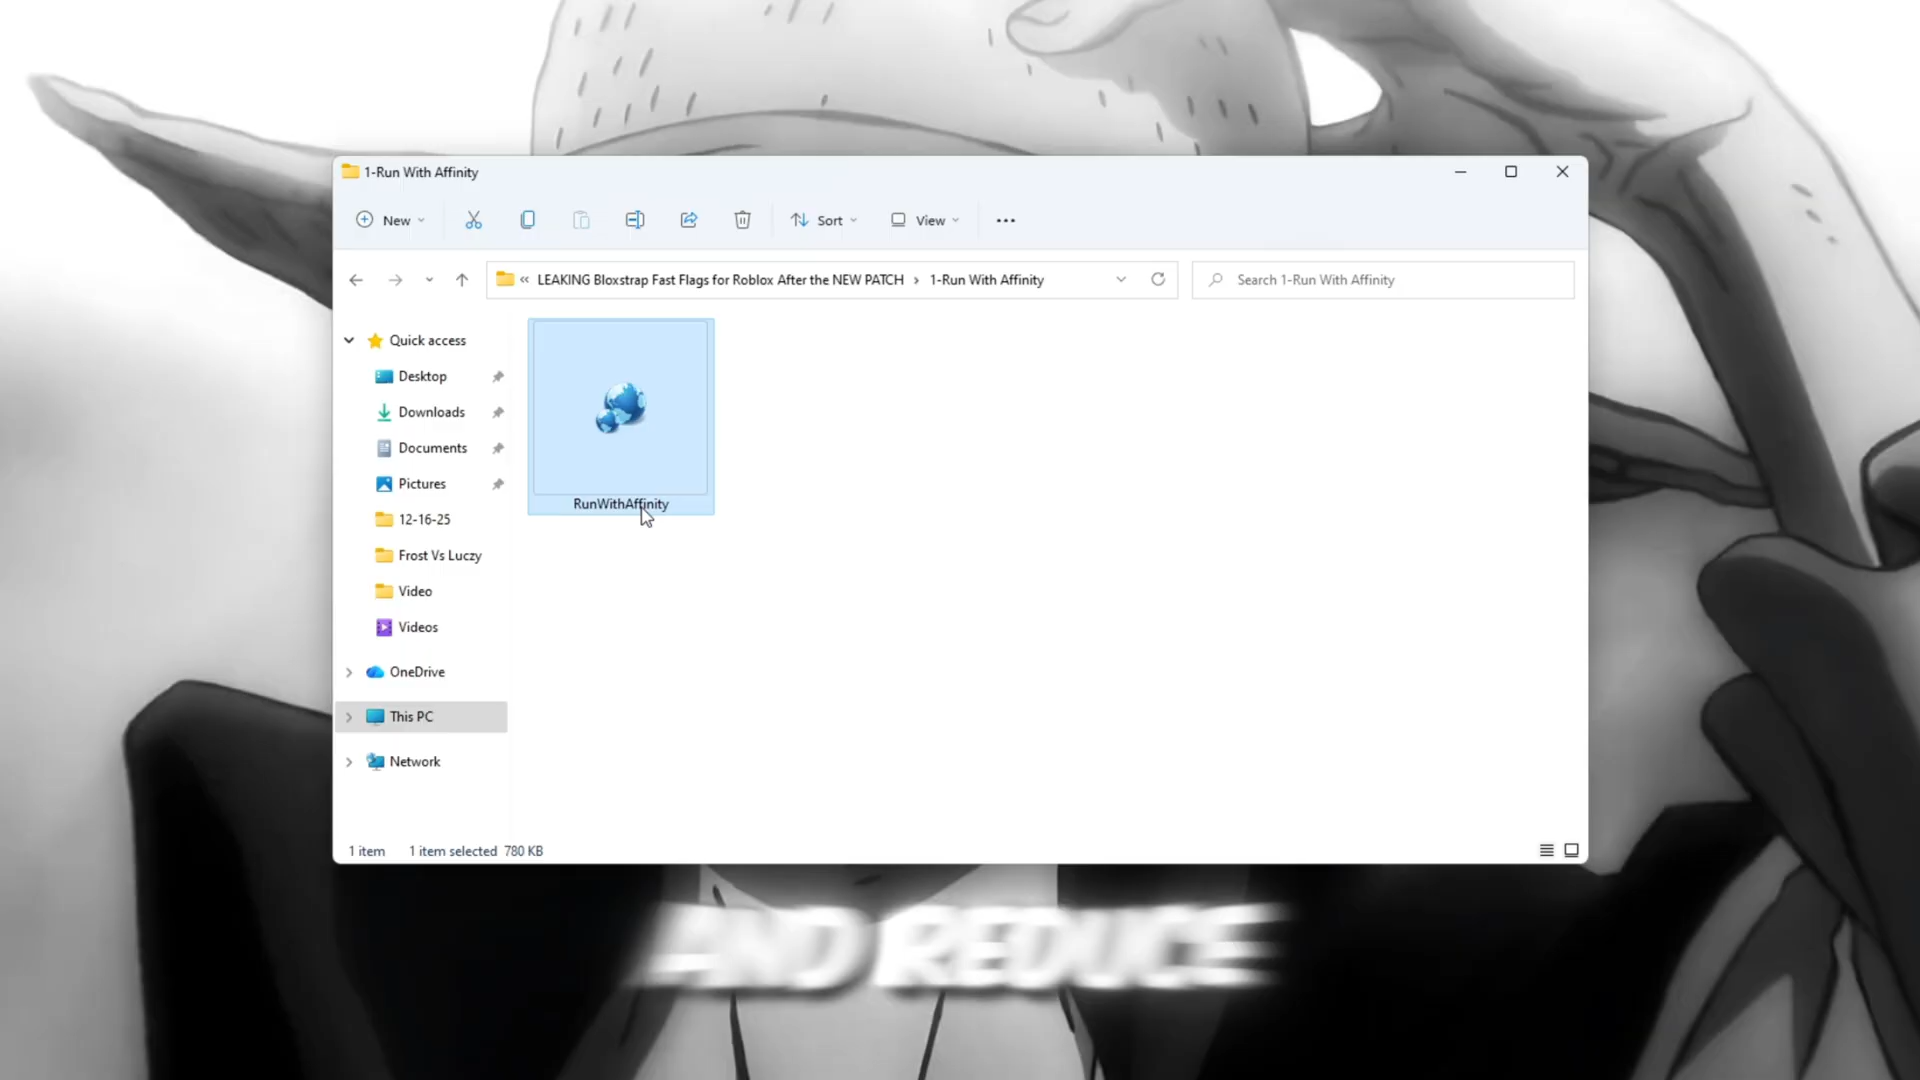 1-Run With Affinity
New
Sort
View
« LEAKING Bloxstrap Fast Flags for Roblox After the NEW PATCH › 1-Run With Affinity
Search 1-Run With Affinity
Quick access
Desktop
Downloads
Documents
Pictures
12-16-25
Frost Vs Luczy
Video
Videos
OneDrive
This PC
Network
RunWithAffinity
1 item
1 item selected 780 KB
AND REDUCE